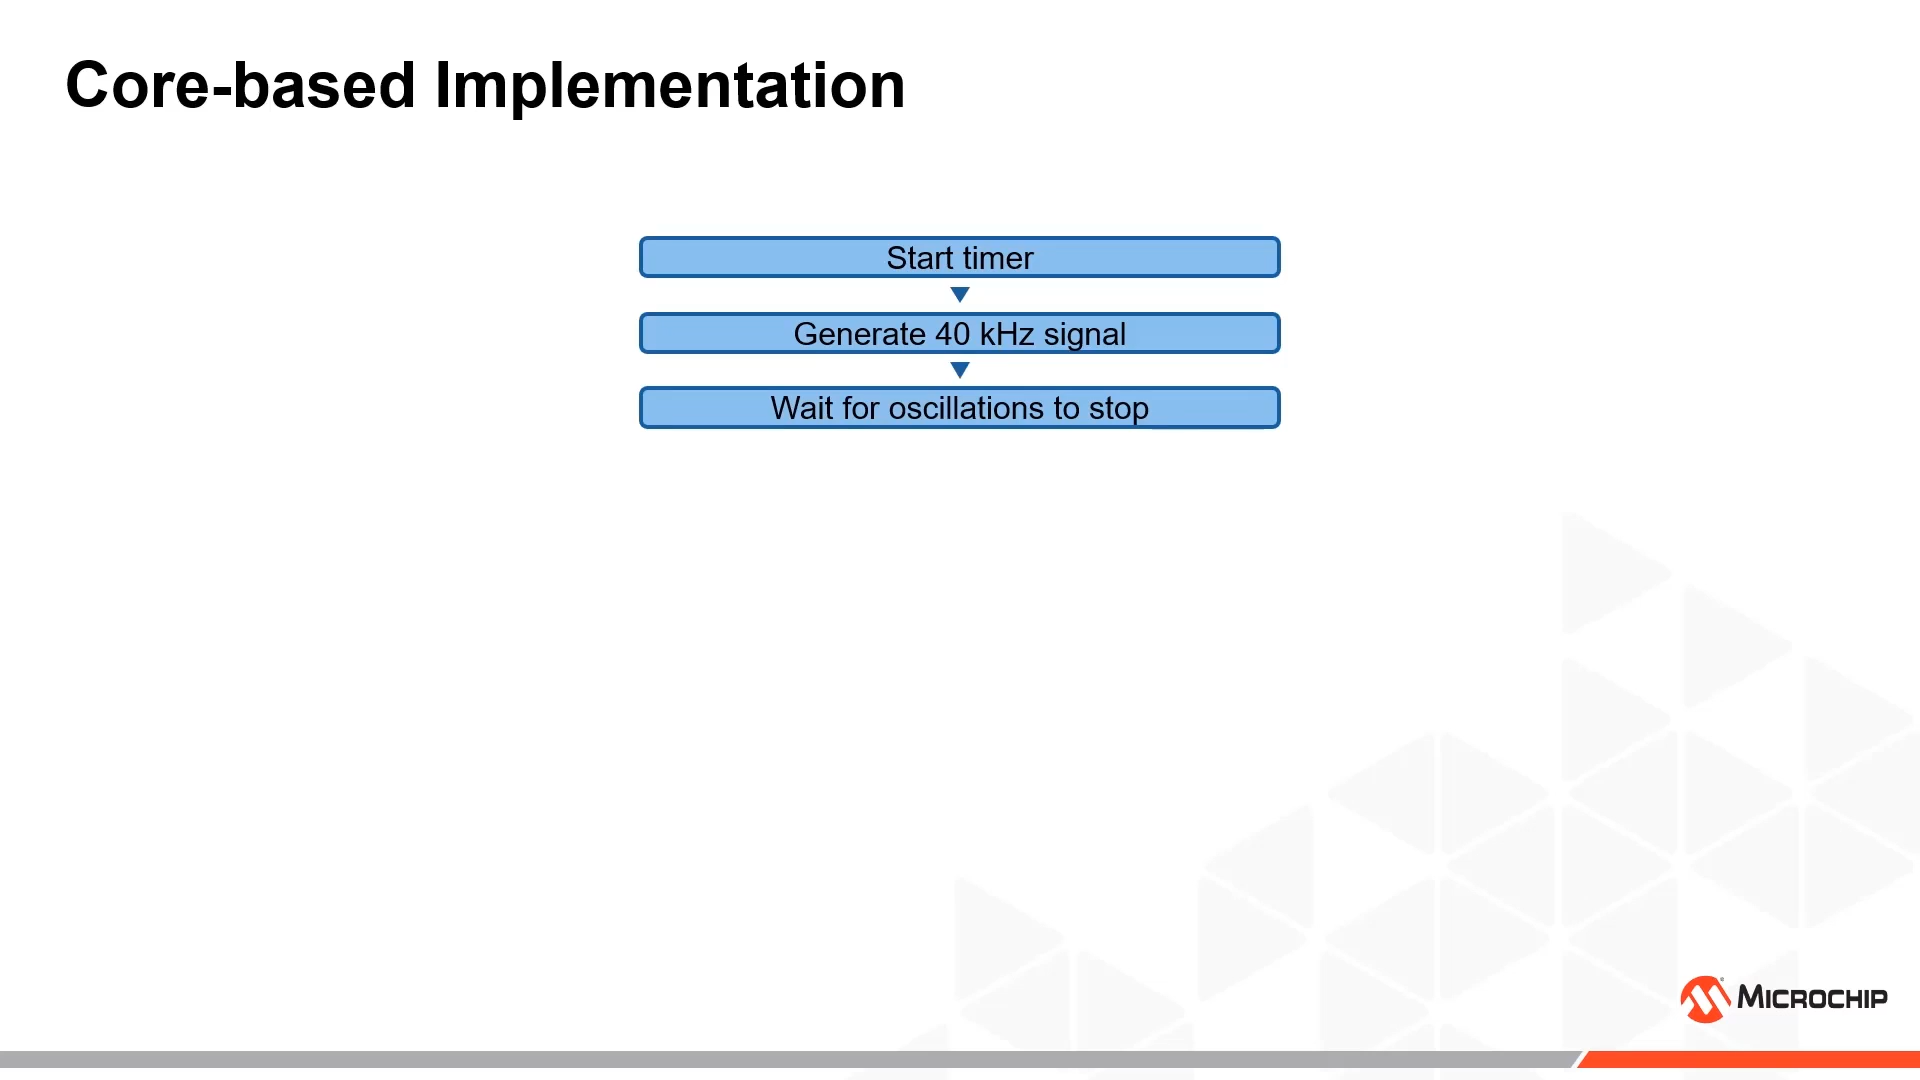 Core-based Implementation
Start timer
Generate 40 kHz signal
Wait for oscillations to stop
MICROCHIP